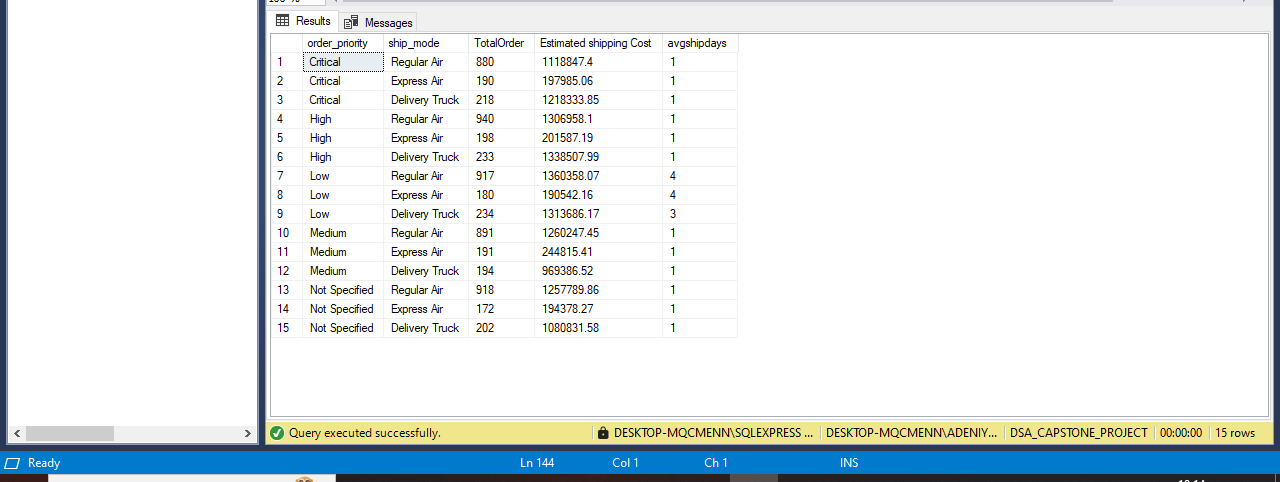 Results Messages
order_priority ship_mode TotalOrder Estimated shipping Cost avgshipdays
1 Critical Regular Air 880 1118847.4 1
2 Critical Express Air 190 197985.06 1
3 Critical Delivery Truck 218 1218333.85 1
4 High Regular Air 940 1306958.1 1
5 High Express Air 198 201587.19 1
6 High Delivery Truck 233 1338507.99 1
7 Low Regular Air 917 1360358.07 4
8 Low Express Air 180 190542.16 4
9 Low Delivery Truck 234 1313686.17 3
10 Medium Regular Air 891 1260247.45 1
11 Medium Express Air 191 244815.41 1
12 Medium Delivery Truck 194 969386.52 1
13 Not Specified Regular Air 918 1257789.86 1
14 Not Specified Express Air 172 194378.27 1
15 Not Specified Delivery Truck 202 1080831.58 1
Query executed successfully. DESKTOP-MQCMENN\SQLEXPRESS ... DESKTOP-MQCMENN\ADENIY... DSA_CAPSTONE_PROJECT 00:00:00 15 rows
Ready Ln 144 Col 1 Ch 1 INS